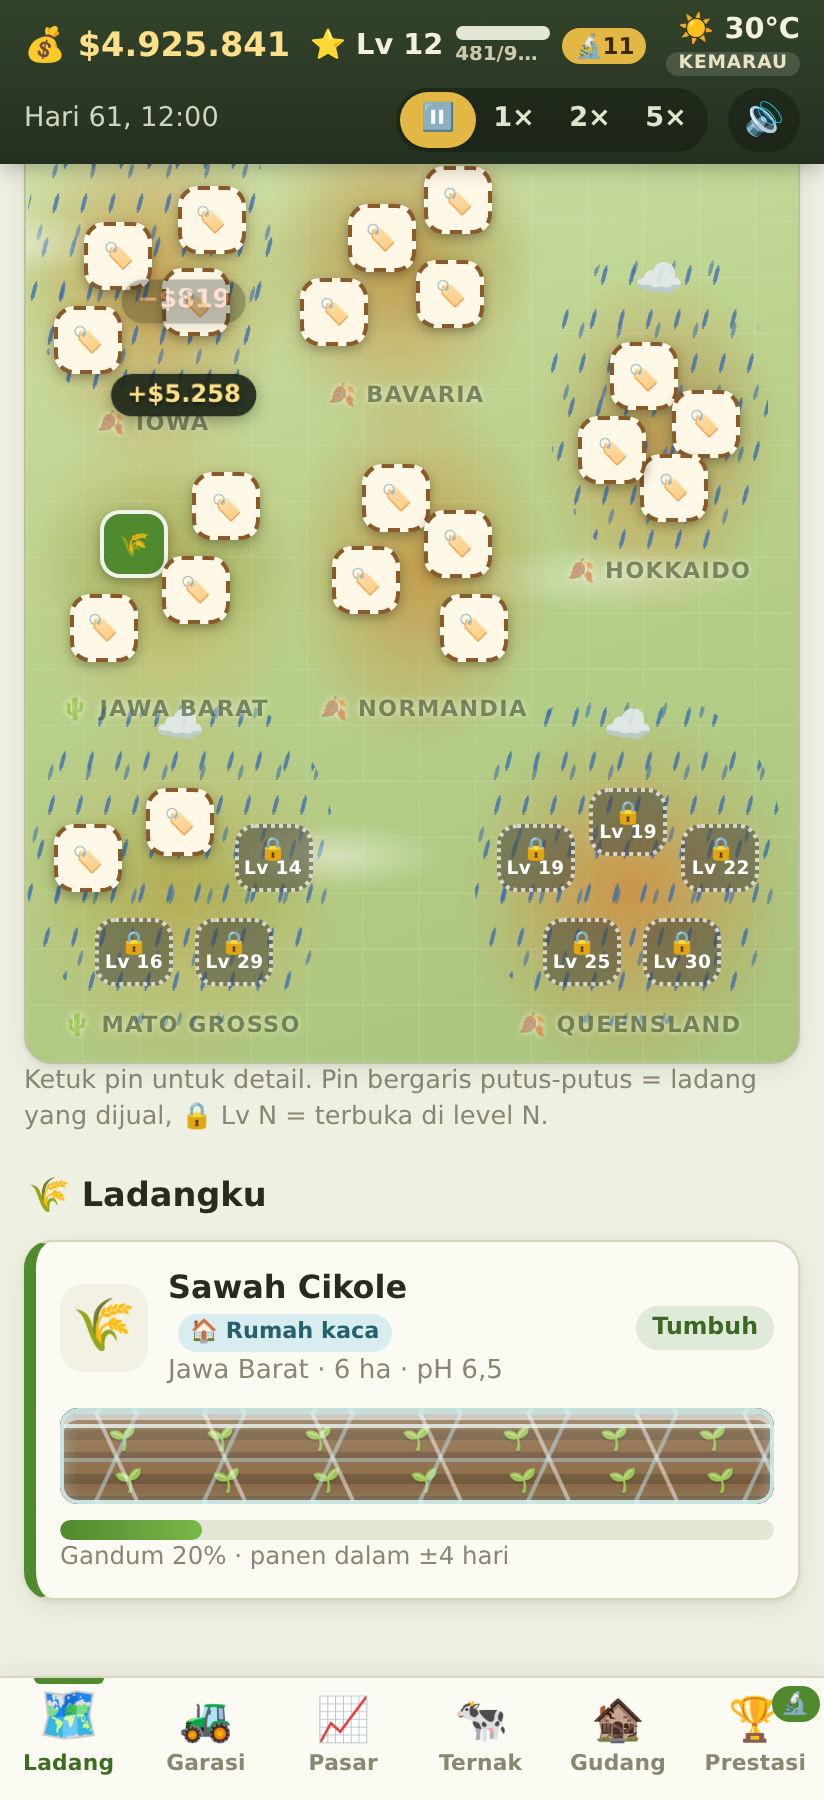 $4.925.841
Lv 12
481/9...
11
30°C
KEMARAU
Hari 61, 12:00
1×
2×
5×
-$819
+$5.258
IOWA
BAVARIA
HOKKAIDO
JAWA BARAT
NORMANDIA
Lv 14
Lv 19
Lv 19
Lv 22
Lv 16
Lv 29
Lv 25
Lv 30
MATO GROSSO
QUEENSLAND
Ketuk pin untuk detail. Pin bergaris putus-putus = ladang
yang dijual, 🔒 Lv N = terbuka di level N.
Ladangku
Sawah Cikole
Rumah kaca
Tumbuh
Jawa Barat · 6 ha · pH 6,5
Gandum 20% · panen dalam ±4 hari
Ladang
Garasi
Pasar
Ternak
Gudang
Prestasi